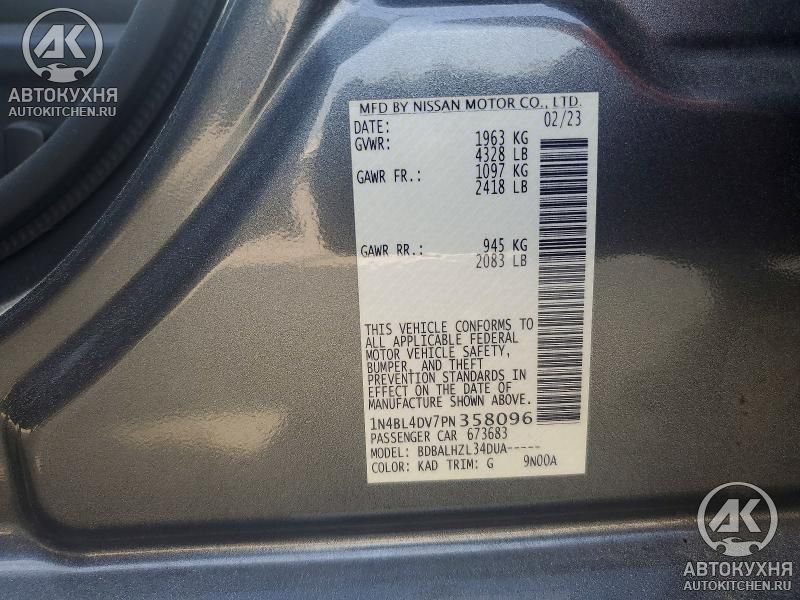 AK
АВТОКУХНЯ
AUTOKITCHEN.RU
MFD BY NISSAN MOTOR CO., LTD.
DATE: 02/23
GVWR: 1963 KG
4328 LB
GAWR FR.: 1097 KG
2418 LB
GAWR RR.: 945 KG
2083 LB
THIS VEHICLE CONFORMS TO
ALL APPLICABLE FEDERAL
MOTOR VEHICLE SAFETY,
BUMPER, AND THEFT
PREVENTION STANDARDS IN
EFFECT ON THE DATE OF
MANUFACTURE SHOWN ABOVE.
1N4BL4DV7PN358096
PASSENGER CAR 673683
MODEL: BDBALHZL34DUA-----
COLOR: KAD TRIM: G 9N00A
AK
АВТОКУХНЯ
AUTOKITCHEN.RU